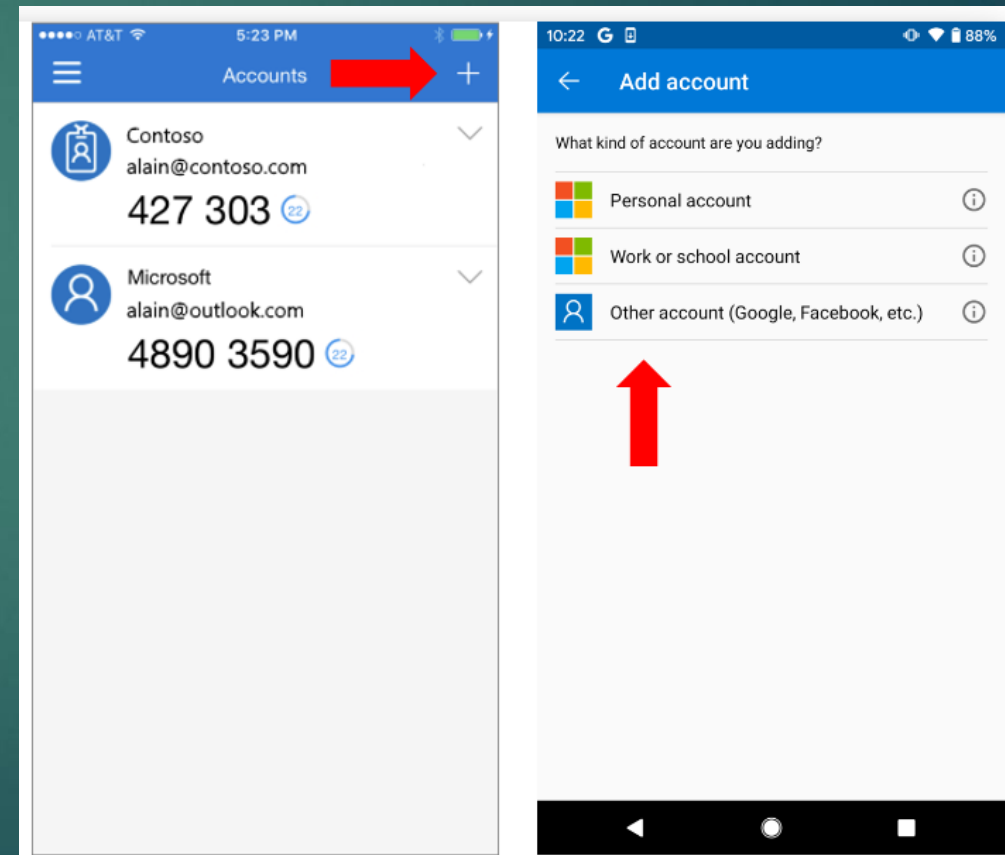 AT&T 5:23 PM
Accounts
Contoso
alain@contoso.com
427 303 22
Microsoft
alain@outlook.com
4890 3590 22
10:22 G 88%
Add account
What kind of account are you adding?
Personal account
Work or school account
Other account (Google, Facebook, etc.)